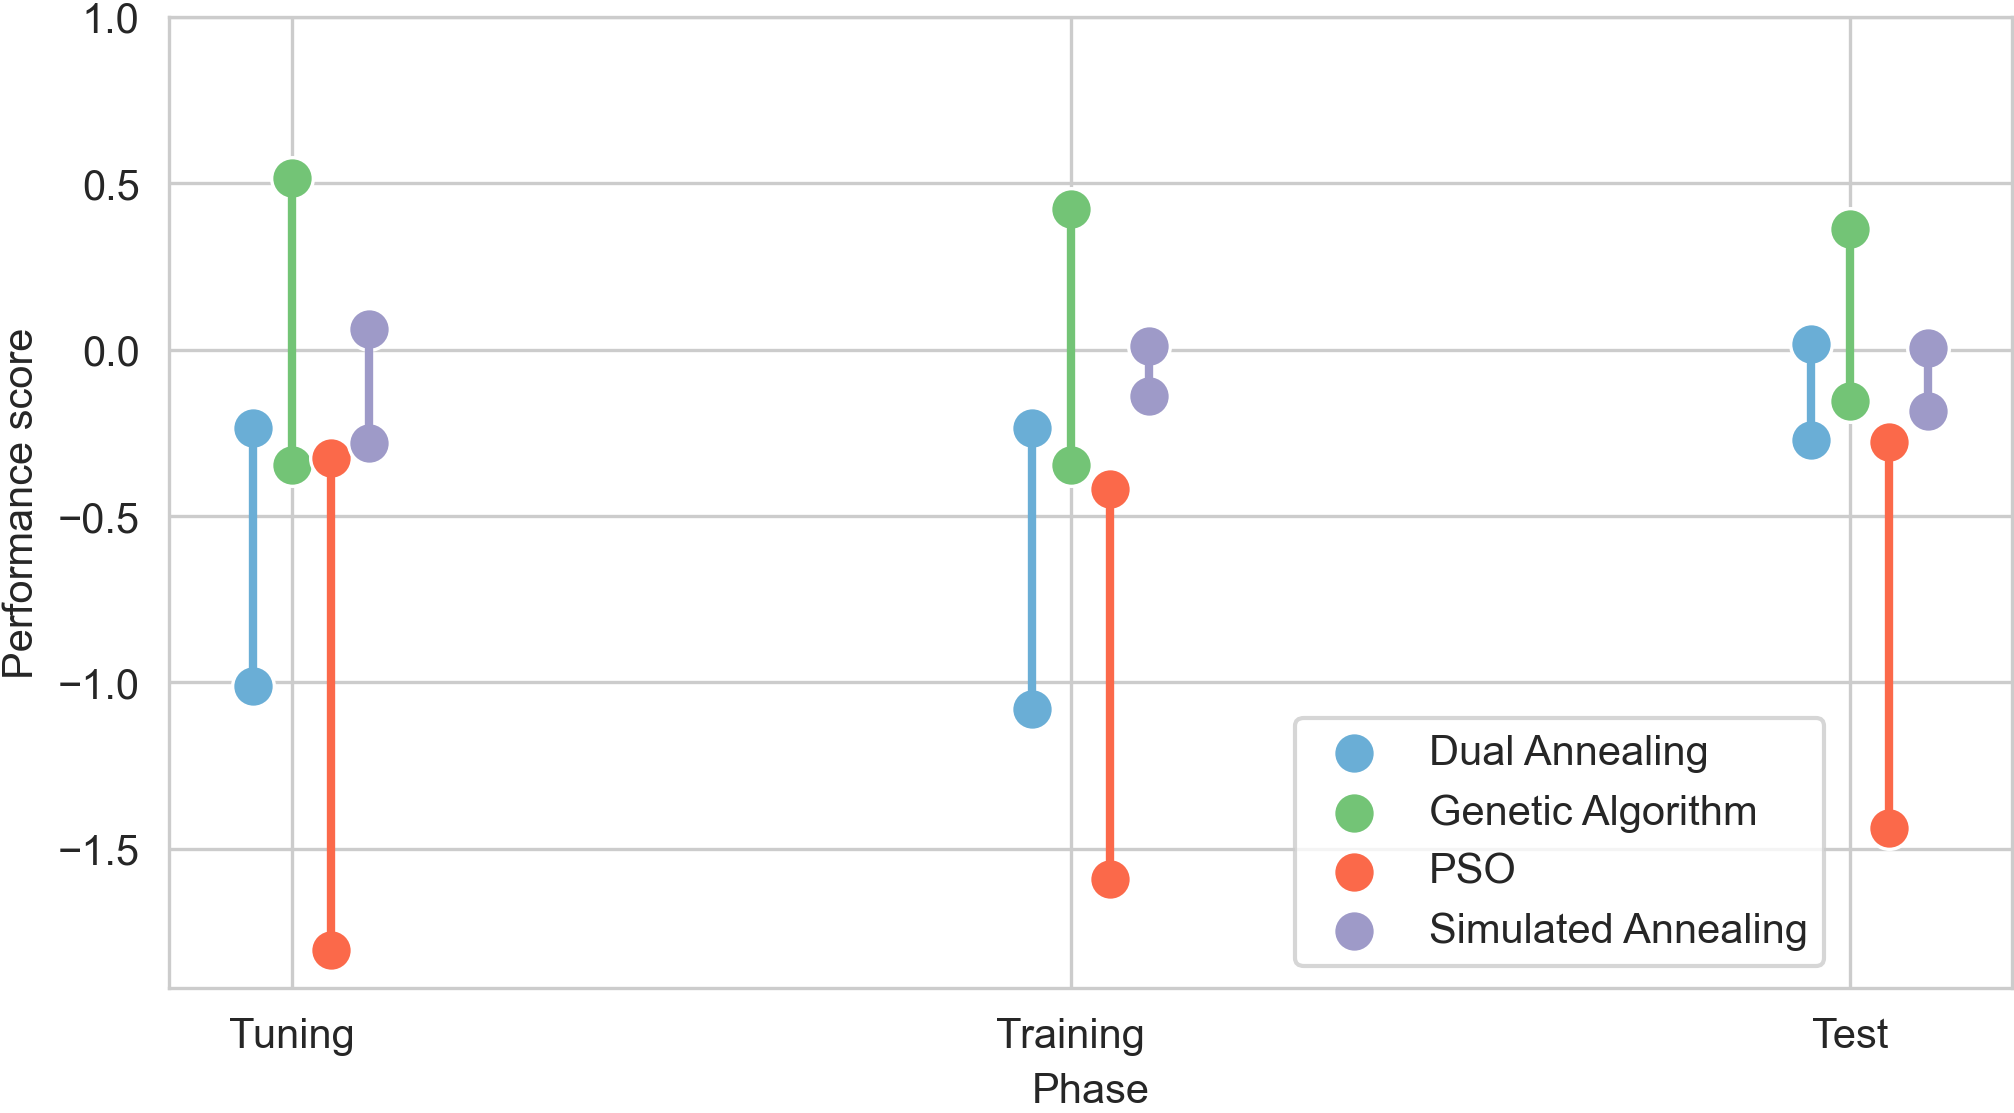 1.0
0.5
0.0
−0.5
−1.0
−1.5
Performance score
Dual Annealing
Genetic Algorithm
PSO
Simulated Annealing
Tuning
Training
Test
Phase